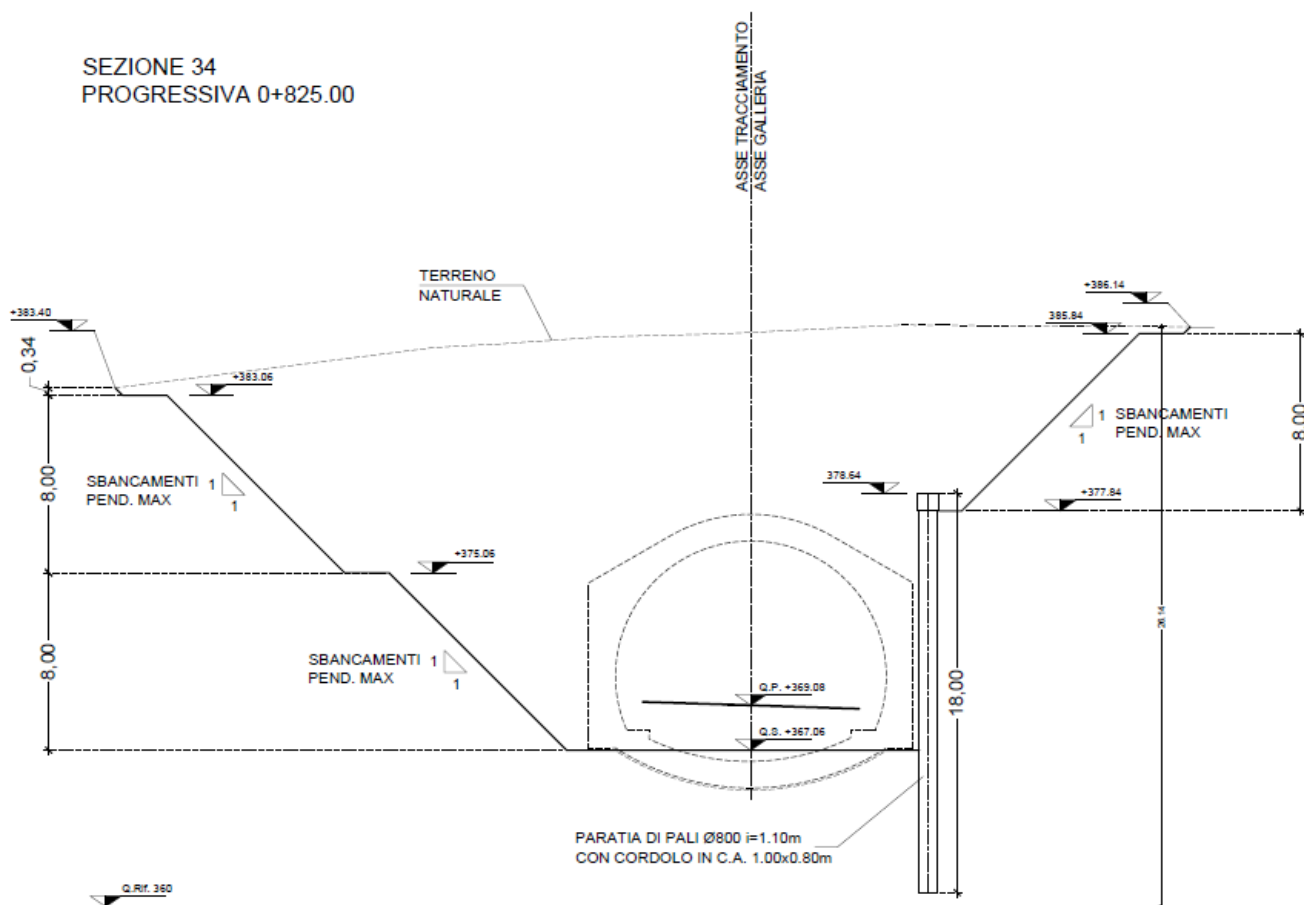 SEZIONE 34
PROGRESSIVA 0+825.00
ASSE TRACCIAMENTO
ASSE GALLERIA
TERRENO
NATURALE
+383.40
0,34
+383.06
+386.14
385.84
8,00
SBANCAMENTI
PEND. MAX
1
1
8,00
SBANCAMENTI
PEND. MAX
1
1
378.64
+377.84
+375.06
26.14
8,00
SBANCAMENTI
PEND. MAX
1
1
Q.P. +369.08
Q.S. +367.06
18,00
PARATIA DI PALI Ø800 i=1.10m
CON CORDOLO IN C.A. 1.00x0.80m
Q.Rif. 360